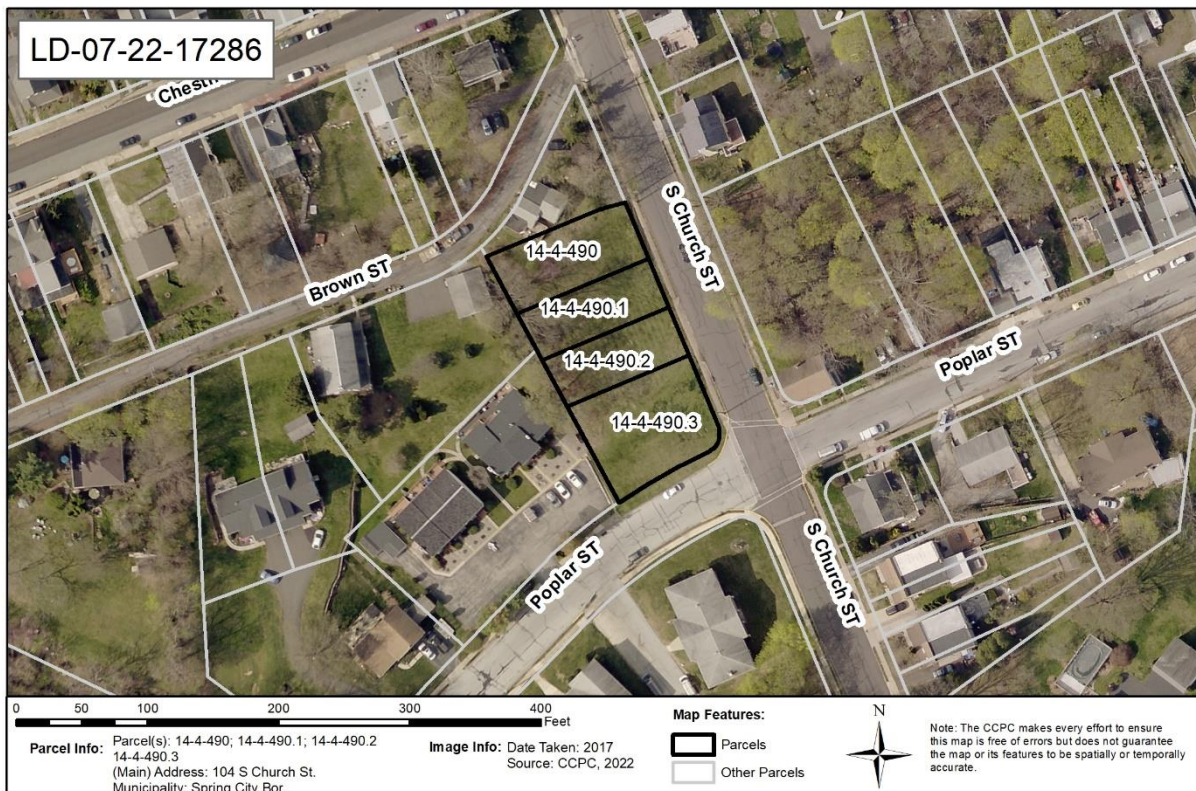 LD-07-22-17286
S Church ST
14-4-490
Brown ST
14-4-490.1
14-4-490.2
Poplar ST
14-4-490.3
Poplar ST
S Church ST
0 50 100 200 300 400
Feet
Parcel Info: Parcel(s): 14-4-490; 14-4-490.1; 14-4-490.2
14-4-490.3
(Main) Address: 104 S Church St.
Municipality: Spring City Bor.
Image Info: Date Taken: 2017
Source: CCPC, 2022
Map Features:
Parcels
Other Parcels
N
Note: The CCPC makes every effort to ensure
this map is free of errors but does not guarantee
the map or its features to be spatially or temporally
accurate.